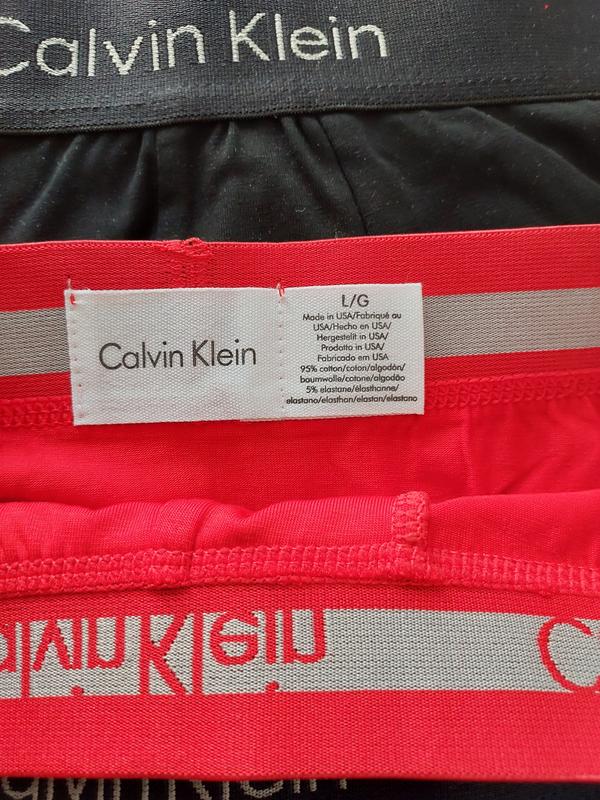 Calvin Klein
Calvin Klein
L/G
Made in USA/Fabriqué au
USA/Hecho en USA/
Hergestellt in USA/
Prodotto in USA/
Fabricado em USA
95% cotton/coton/algodón/
baumwolle/cotone/algodão
5% elastane/élasthanne/
elastano/elasthan/elastan/elastano
Calvin Klein C
Calvin Klein